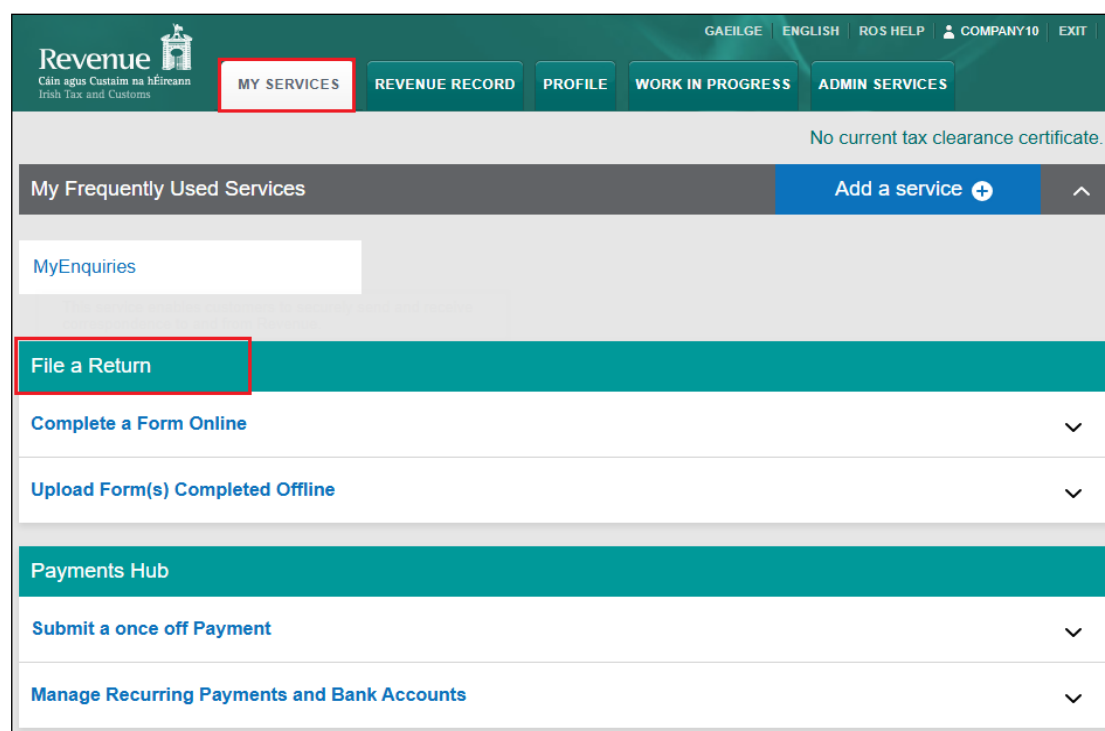 GAEILGE ENGLISH ROS HELP COMPANY10 EXIT
Revenue
Cáin agus Custaim na hÉireann
Irish Tax and Customs
MY SERVICES REVENUE RECORD PROFILE WORK IN PROGRESS ADMIN SERVICES
No current tax clearance certificate.
My Frequently Used Services Add a service
MyEnquiries
File a Return
Complete a Form Online
Upload Form(s) Completed Offline
Payments Hub
Submit a once off Payment
Manage Recurring Payments and Bank Accounts